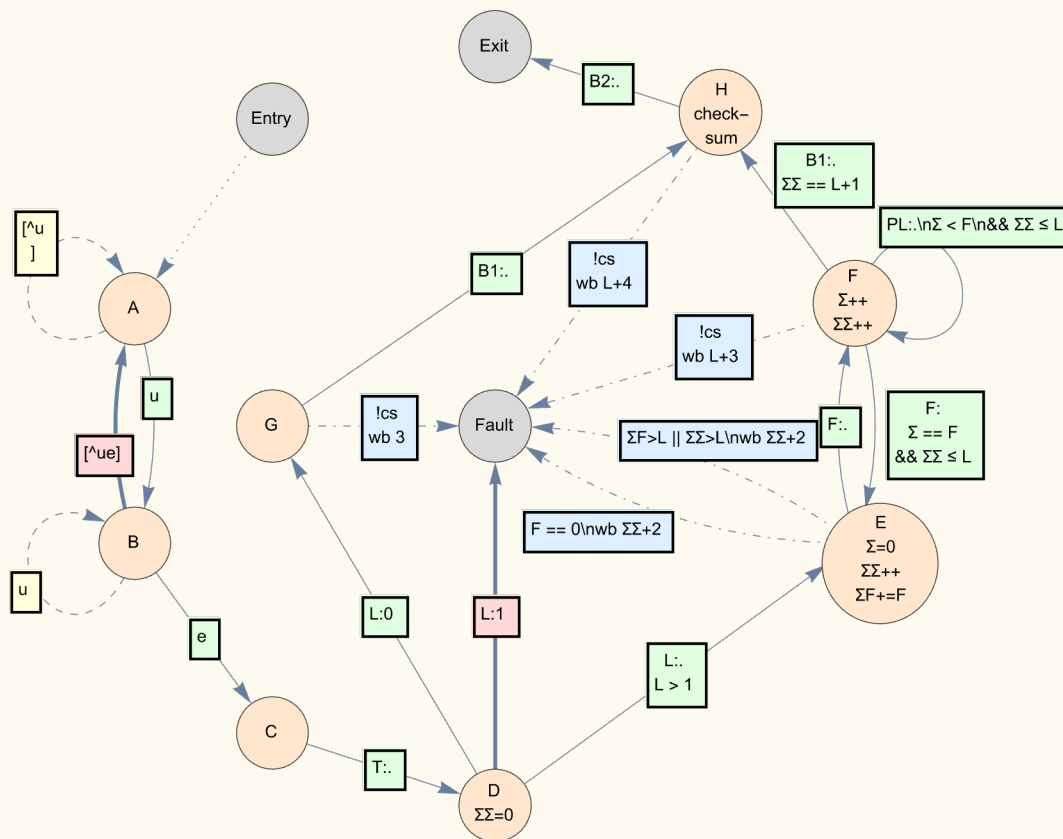 Exit
B2:.
H
check–
sum
Entry
B1:.
ΣΣ == L+1
[^u
]
PL:.\nΣ < F\n&& ΣΣ ≤ L
!cs
wb L+4
B1:.
F
Σ++
ΣΣ++
A
!cs
wb L+3
u
G
!cs
wb 3
Fault
ΣF>L || ΣΣ>L\nwb ΣΣ+2
F:.
F:
Σ == F
&& ΣΣ ≤ L
[^ue]
B
F == 0\nwb ΣΣ+2
E
Σ=0
ΣΣ++
ΣF+=F
u
L:0
L:1
e
L:.
L > 1
C
T:.
D
ΣΣ=0